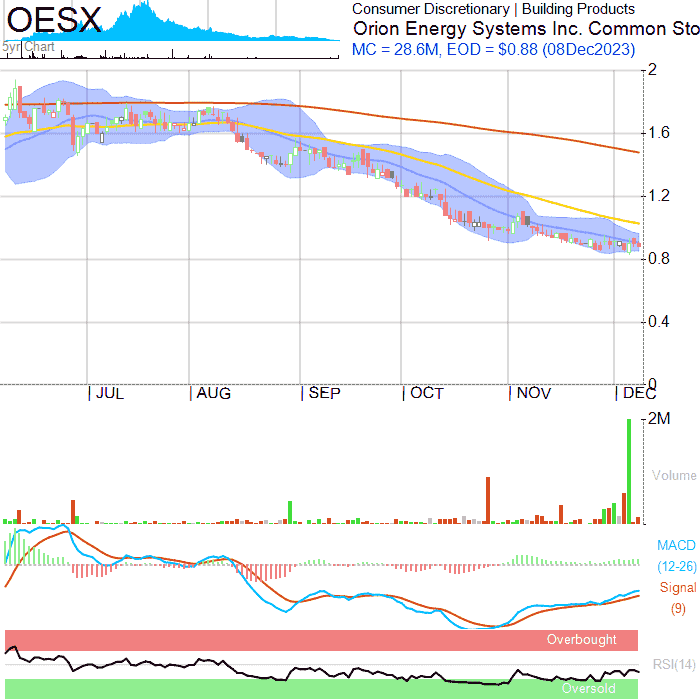 OESX
5yr Chart
Consumer Discretionary | Building Products
Orion Energy Systems Inc. Common Sto
MC = 28.6M, EOD = $0.88 (08Dec2023)
2
1.6
1.2
0.8
0.4
0
JUL AUG SEP OCT NOV DEC
2M
Volume
MACD
(12-26)
Signal
(9)
Overbought
RSI(14)
Oversold